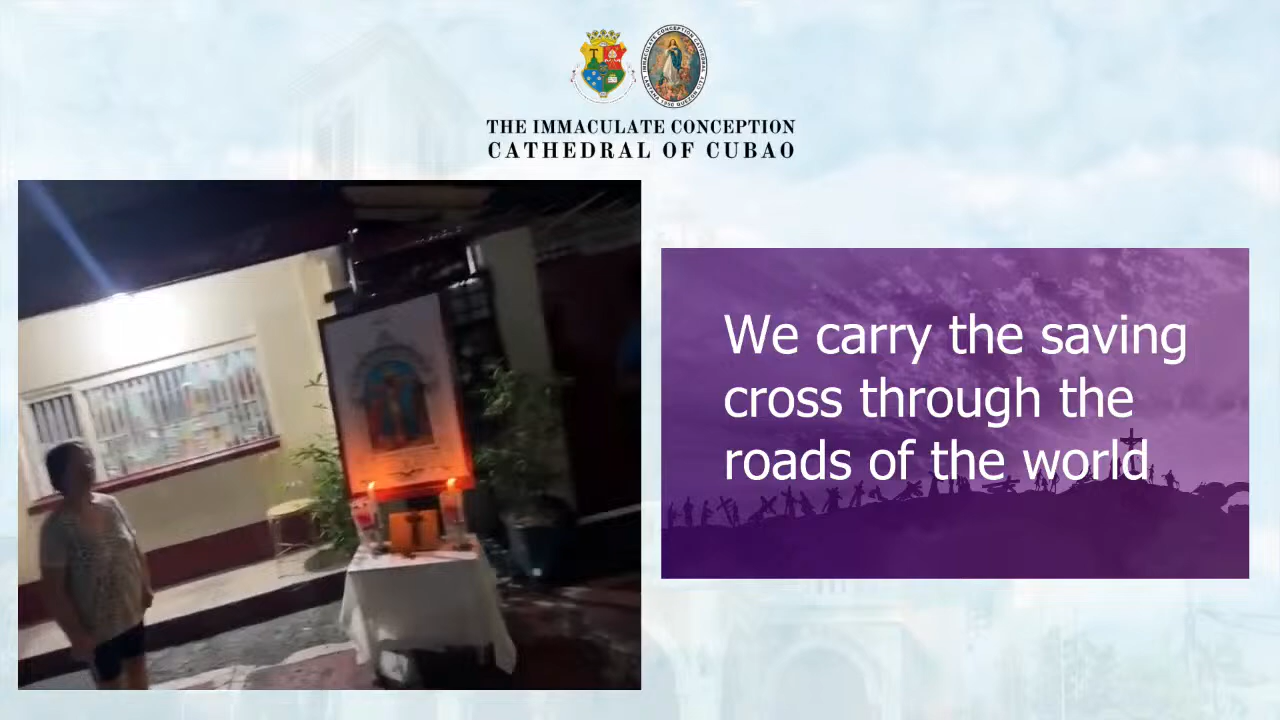 THE IMMACULATE CONCEPTION
CATHEDRAL OF CUBAO
We carry the saving
cross through the
roads of the world